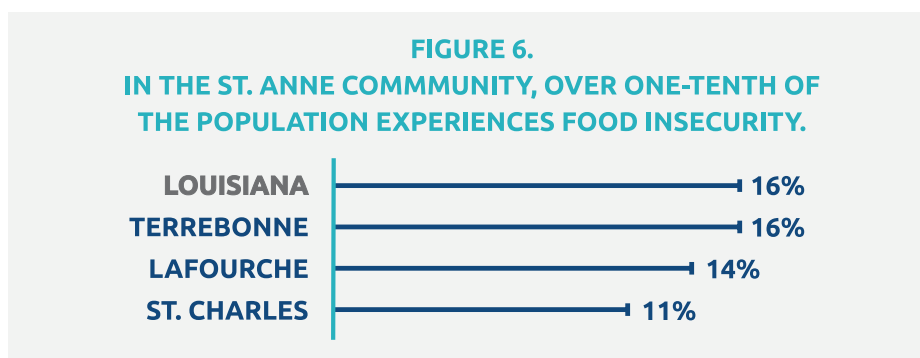 FIGURE 6.
IN THE ST. ANNE COMMMUNITY, OVER ONE-TENTH OF
THE POPULATION EXPERIENCES FOOD INSECURITY.
LOUISIANA 16%
TERREBONNE 16%
LAFOURCHE 14%
ST. CHARLES 11%